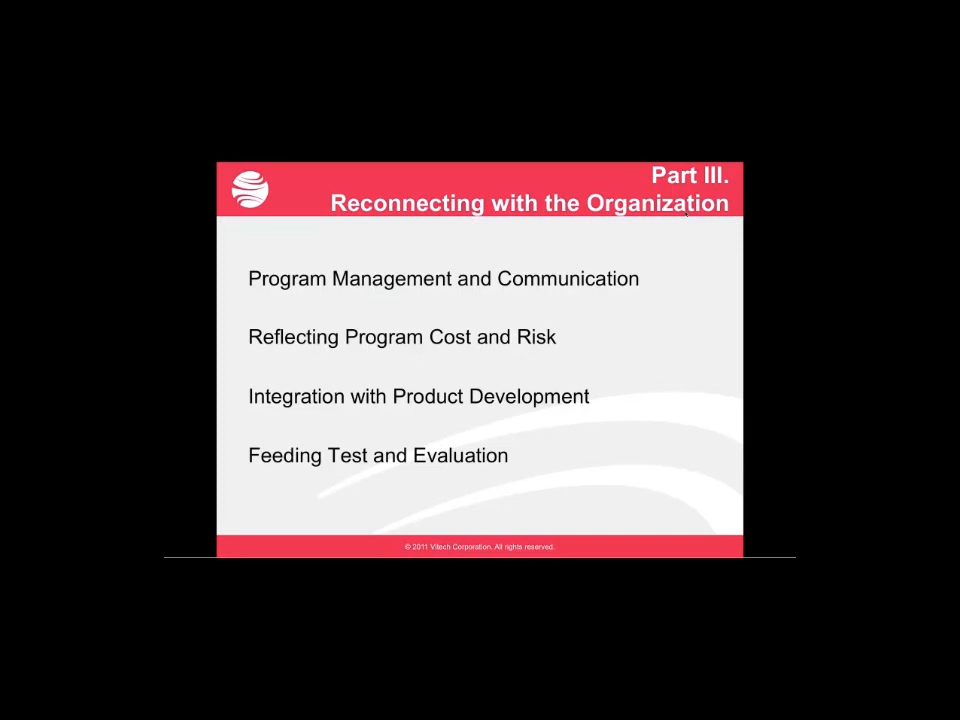 Part III.
Reconnecting with the Organization
Program Management and Communication
Reflecting Program Cost and Risk
Integration with Product Development
Feeding Test and Evaluation
© 2011 Vitech Corporation. All rights reserved.